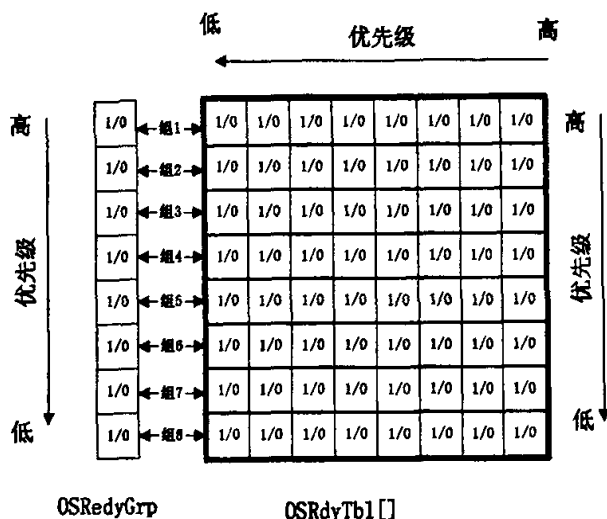 低 优先级 高
高 1/0 组1 1/0 1/0 1/0 1/0 1/0 1/0 1/0 1/0 高
1/0 组2 1/0 1/0 1/0 1/0 1/0 1/0 1/0 1/0
1/0 组3 1/0 1/0 1/0 1/0 1/0 1/0 1/0 1/0
优先级 1/0 组4 1/0 1/0 1/0 1/0 1/0 1/0 1/0 1/0 优先级
1/0 组5 1/0 1/0 1/0 1/0 1/0 1/0 1/0 1/0
1/0 组6 1/0 1/0 1/0 1/0 1/0 1/0 1/0 1/0
1/0 组7 1/0 1/0 1/0 1/0 1/0 1/0 1/0 1/0
低 1/0 组8 1/0 1/0 1/0 1/0 1/0 1/0 1/0 1/0 低
OSRedyGrp OSRdyTbl[]